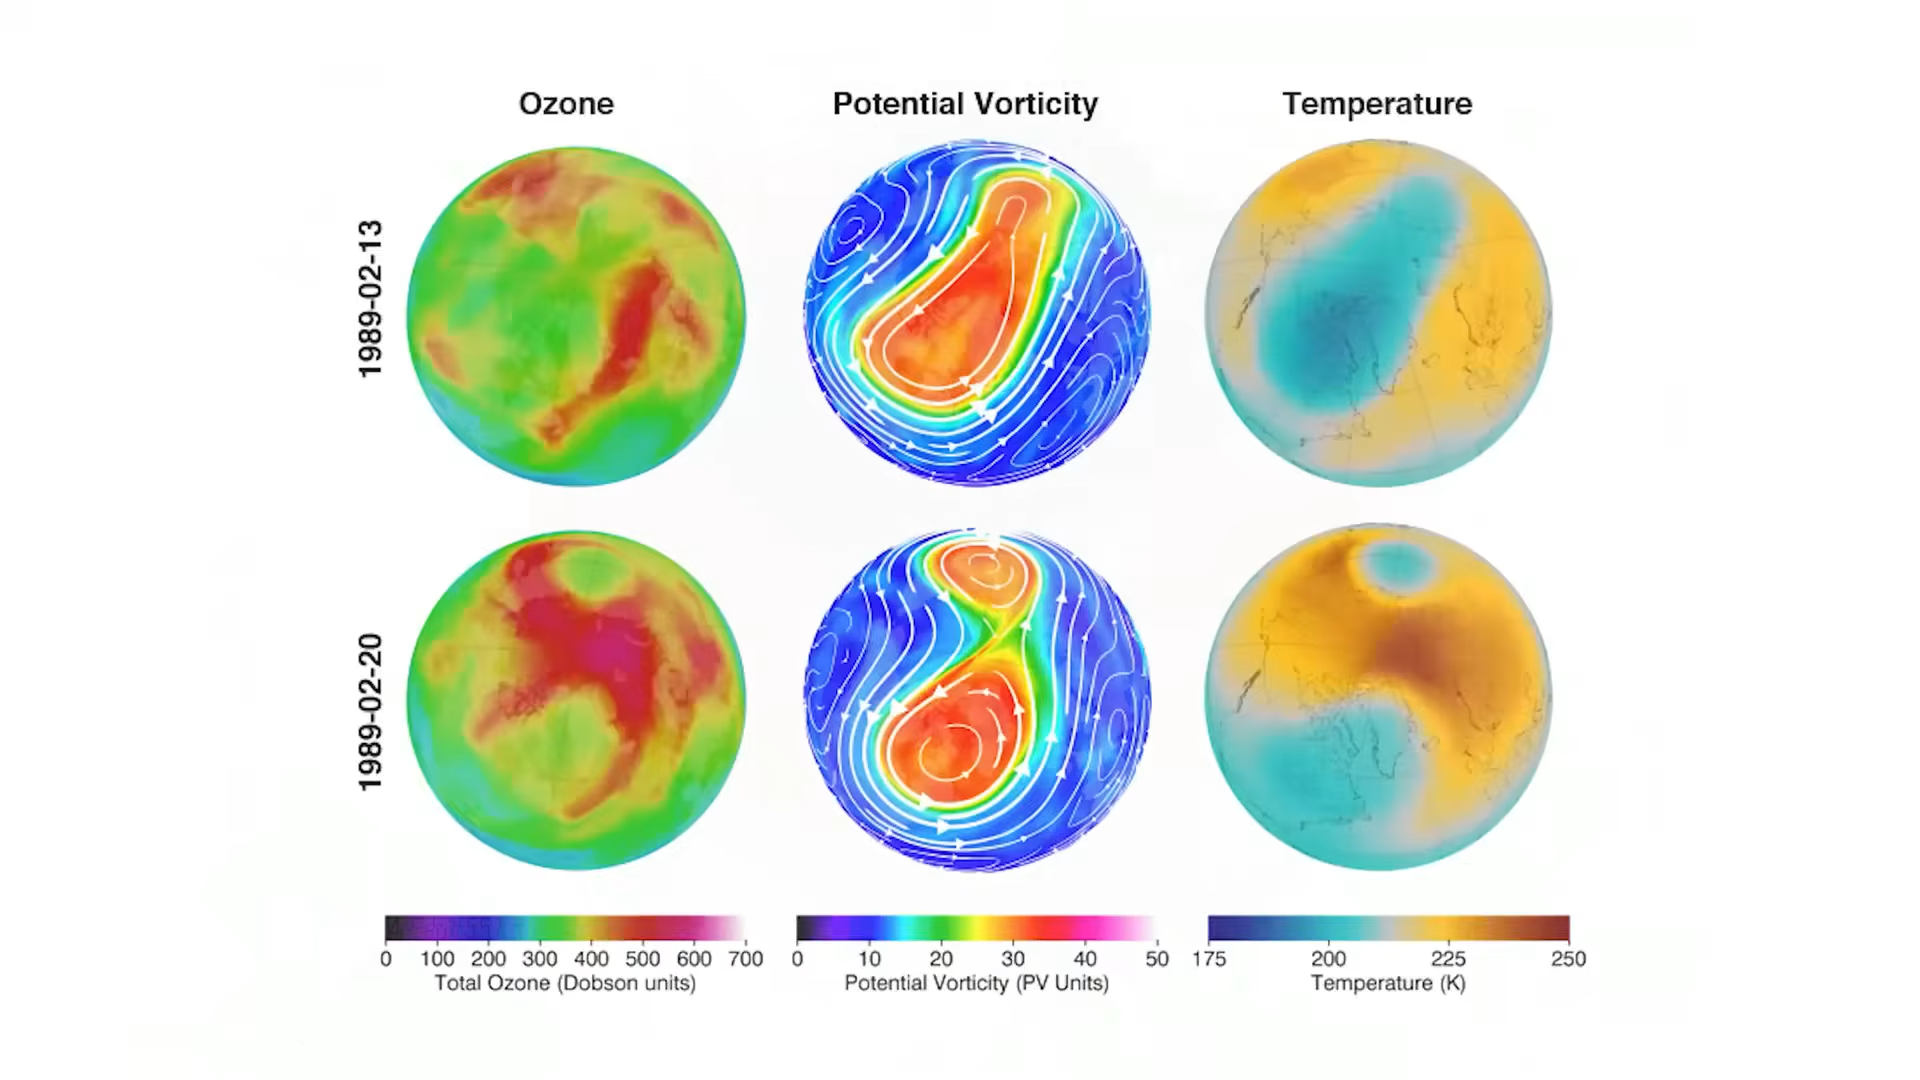 Ozone
Potential Vorticity
Temperature
1989-02-13
1989-02-20
0 100 200 300 400 500 600 700
Total Ozone (Dobson units)
0 10 20 30 40 50
Potential Vorticity (PV Units)
175 200 225 250
Temperature (K)